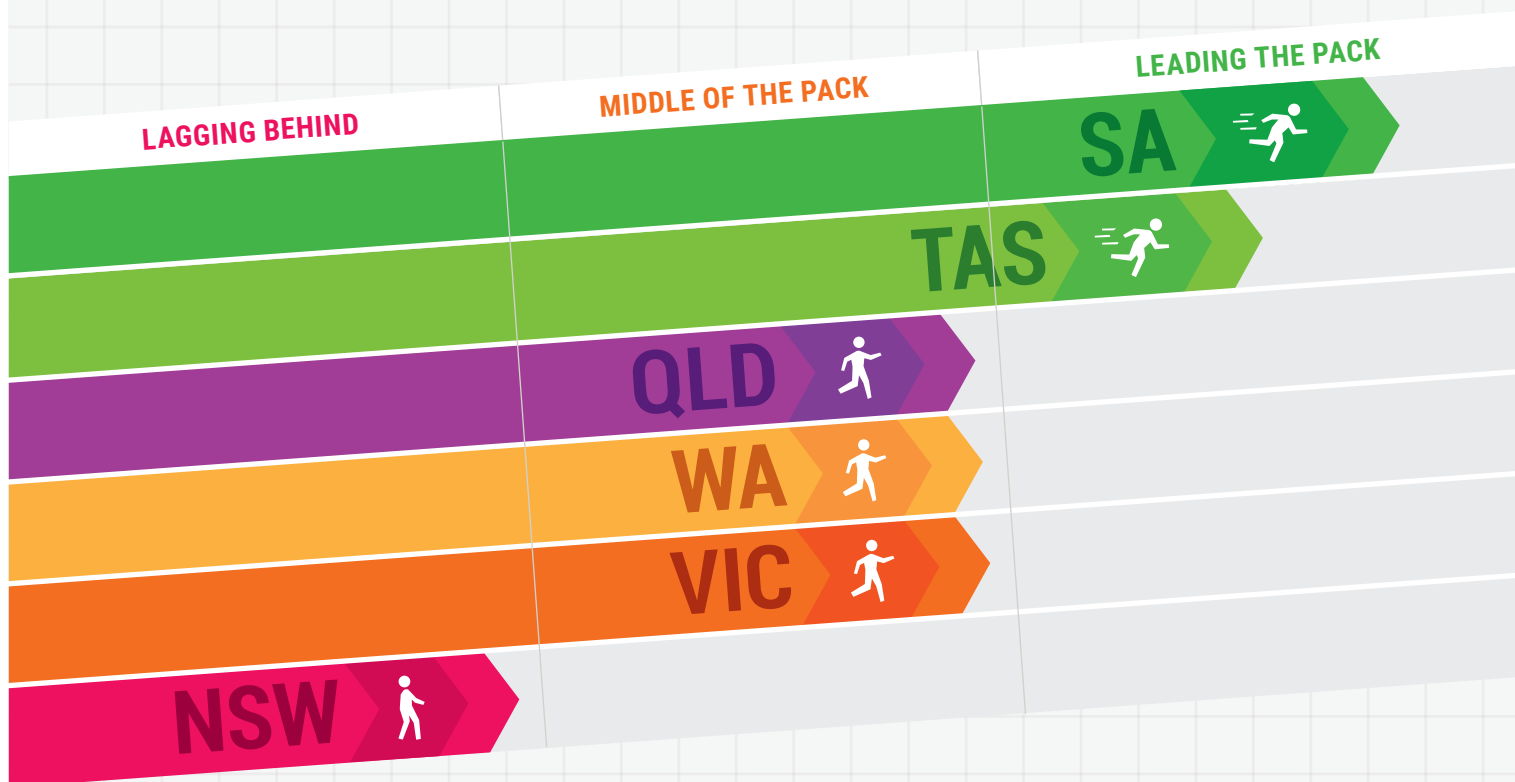 LAGGING BEHIND
MIDDLE OF THE PACK
LEADING THE PACK
SA
TAS
QLD
WA
VIC
NSW